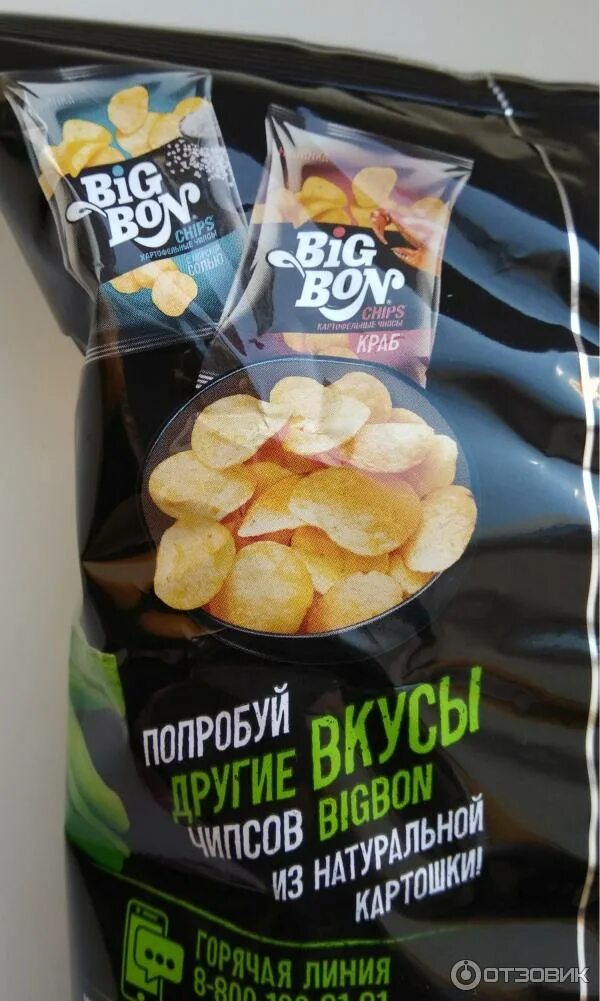 BIG
BON
CHIPS
КАРТОФЕЛЬНЫЕ ЧИПСЫ
С МОРСКОЙ
СОЛЬЮ
BIG
BON
CHIPS
КАРТОФЕЛЬНЫЕ ЧИПСЫ
КРАБ
ПОПРОБУЙ
ДРУГИЕ ВКУСЫ
ЧИПСОВ BIGBON
ИЗ НАТУРАЛЬНОЙ
КАРТОШКИ!
ГОРЯЧАЯ ЛИНИЯ
ОТЗОВИК